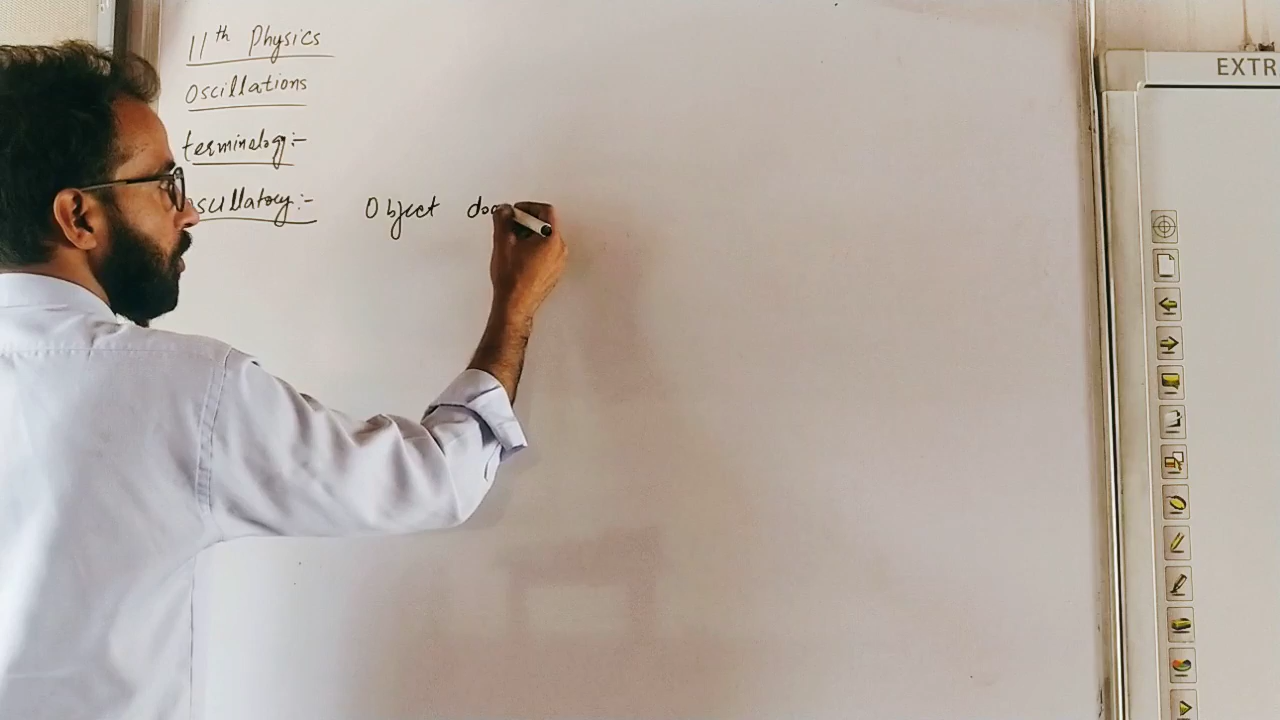 11th Physics
Oscillations
terminology:-
oscillatory:- Object
EXTR